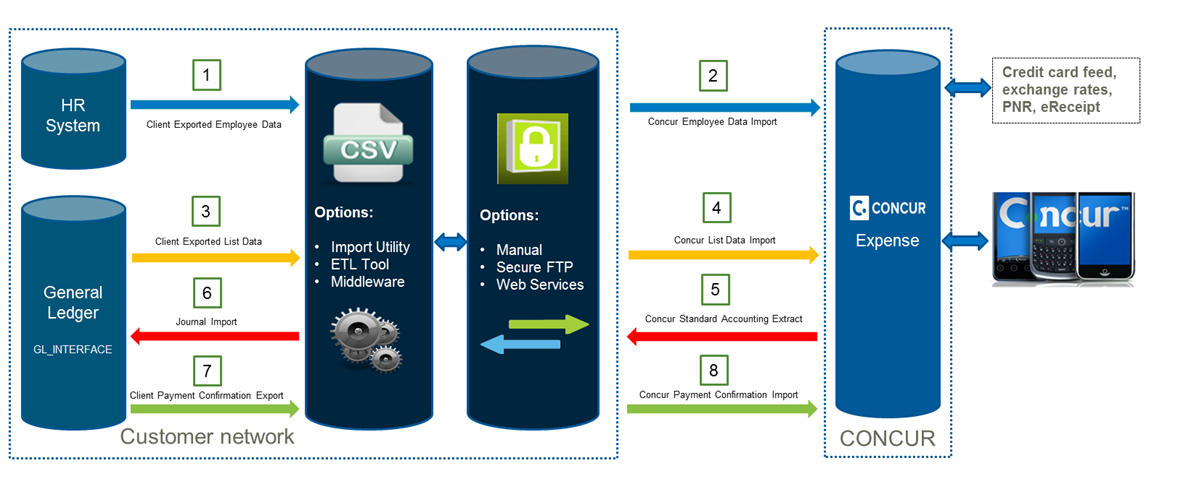 HR
System
1
Client Exported Employee Data
CSV
Options:
• Import Utility
• ETL Tool
• Middleware
Options:
• Manual
• Secure FTP
• Web Services
2
Concur Employee Data Import
Credit card feed,
exchange rates,
PNR, eReceipt
General
Ledger
GL_INTERFACE
3
Client Exported List Data
6
Journal Import
7
Client Payment Confirmation Export
4
Concur List Data Import
5
Concur Standard Accounting Extract
8
Concur Payment Confirmation Import
C. CONCUR
Expense
Concur™
Customer network
CONCUR